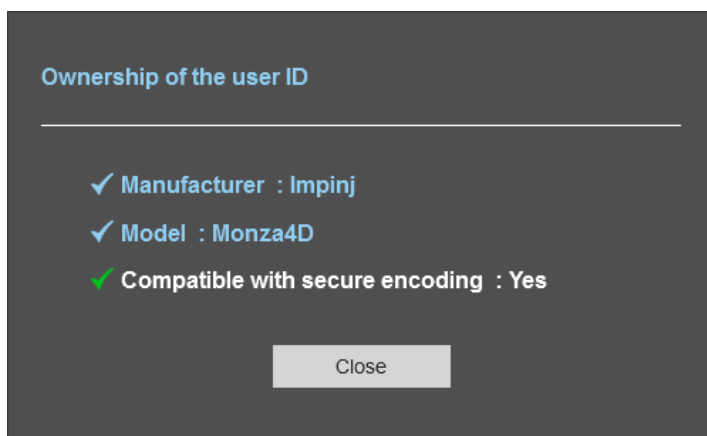 Ownership of the user ID
Manufacturer : Impinj
Model : Monza4D
Compatible with secure encoding : Yes
Close